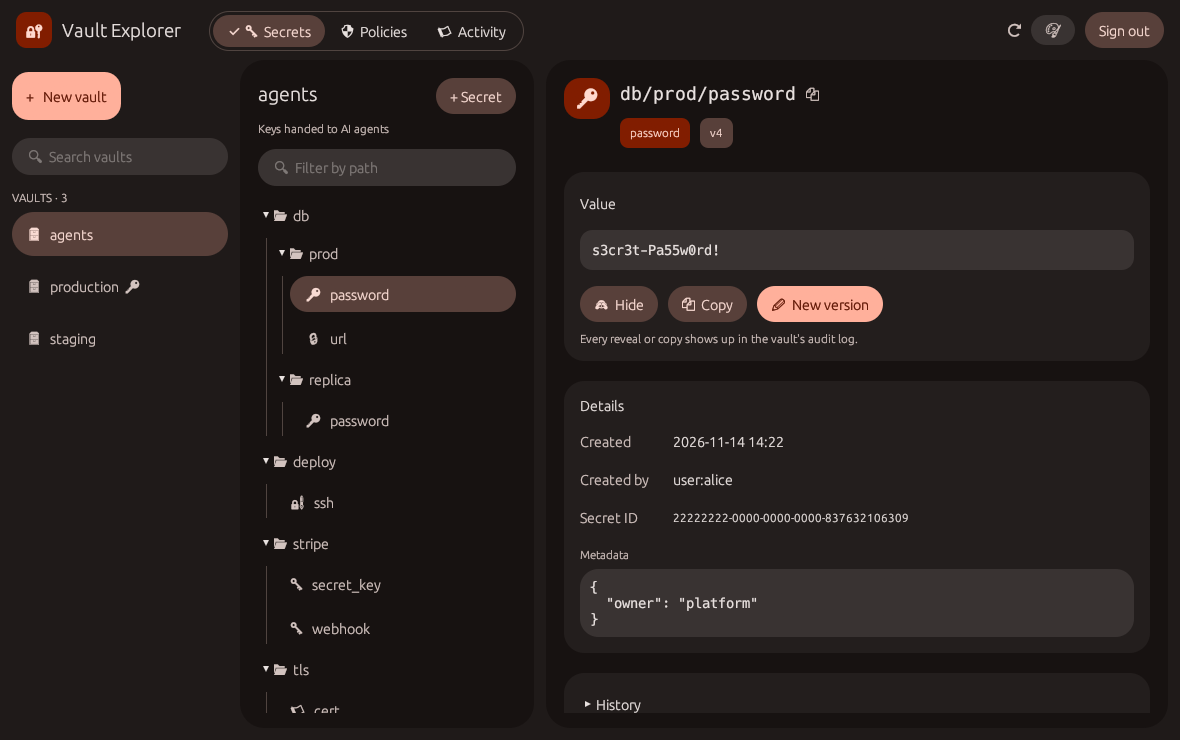 Vault Explorer
Secrets
Policies
Activity
Sign out
+ New vault
Search vaults
VAULTS · 3
agents
production
staging
agents
+ Secret
Keys handed to AI agents
Filter by path
db
prod
password
url
replica
password
deploy
ssh
stripe
secret_key
webhook
tls
cert
db/prod/password
password
v4
Value
s3cr3t-Pa55w0rd!
Hide
Copy
New version
Every reveal or copy shows up in the vault's audit log.
Details
Created 2026-11-14 14:22
Created by user:alice
Secret ID 22222222-0000-0000-0000-837632106309
Metadata
{
"owner": "platform"
}
History